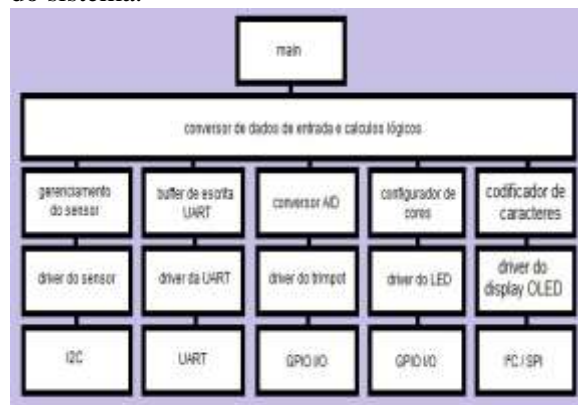 do sistema.
main
conversor de dados de entrada e calculos lógicos
gerenciamento
do sensor
buffer de escrita
UART
conversor A/D
configurador de
cores
codificador de
caracteres
driver do sensor
driver da UART
driver do trimpot
driver do LED
driver do
display OLED
I2C
UART
GPIO I/O
GPIO I/O
I²C / SPI